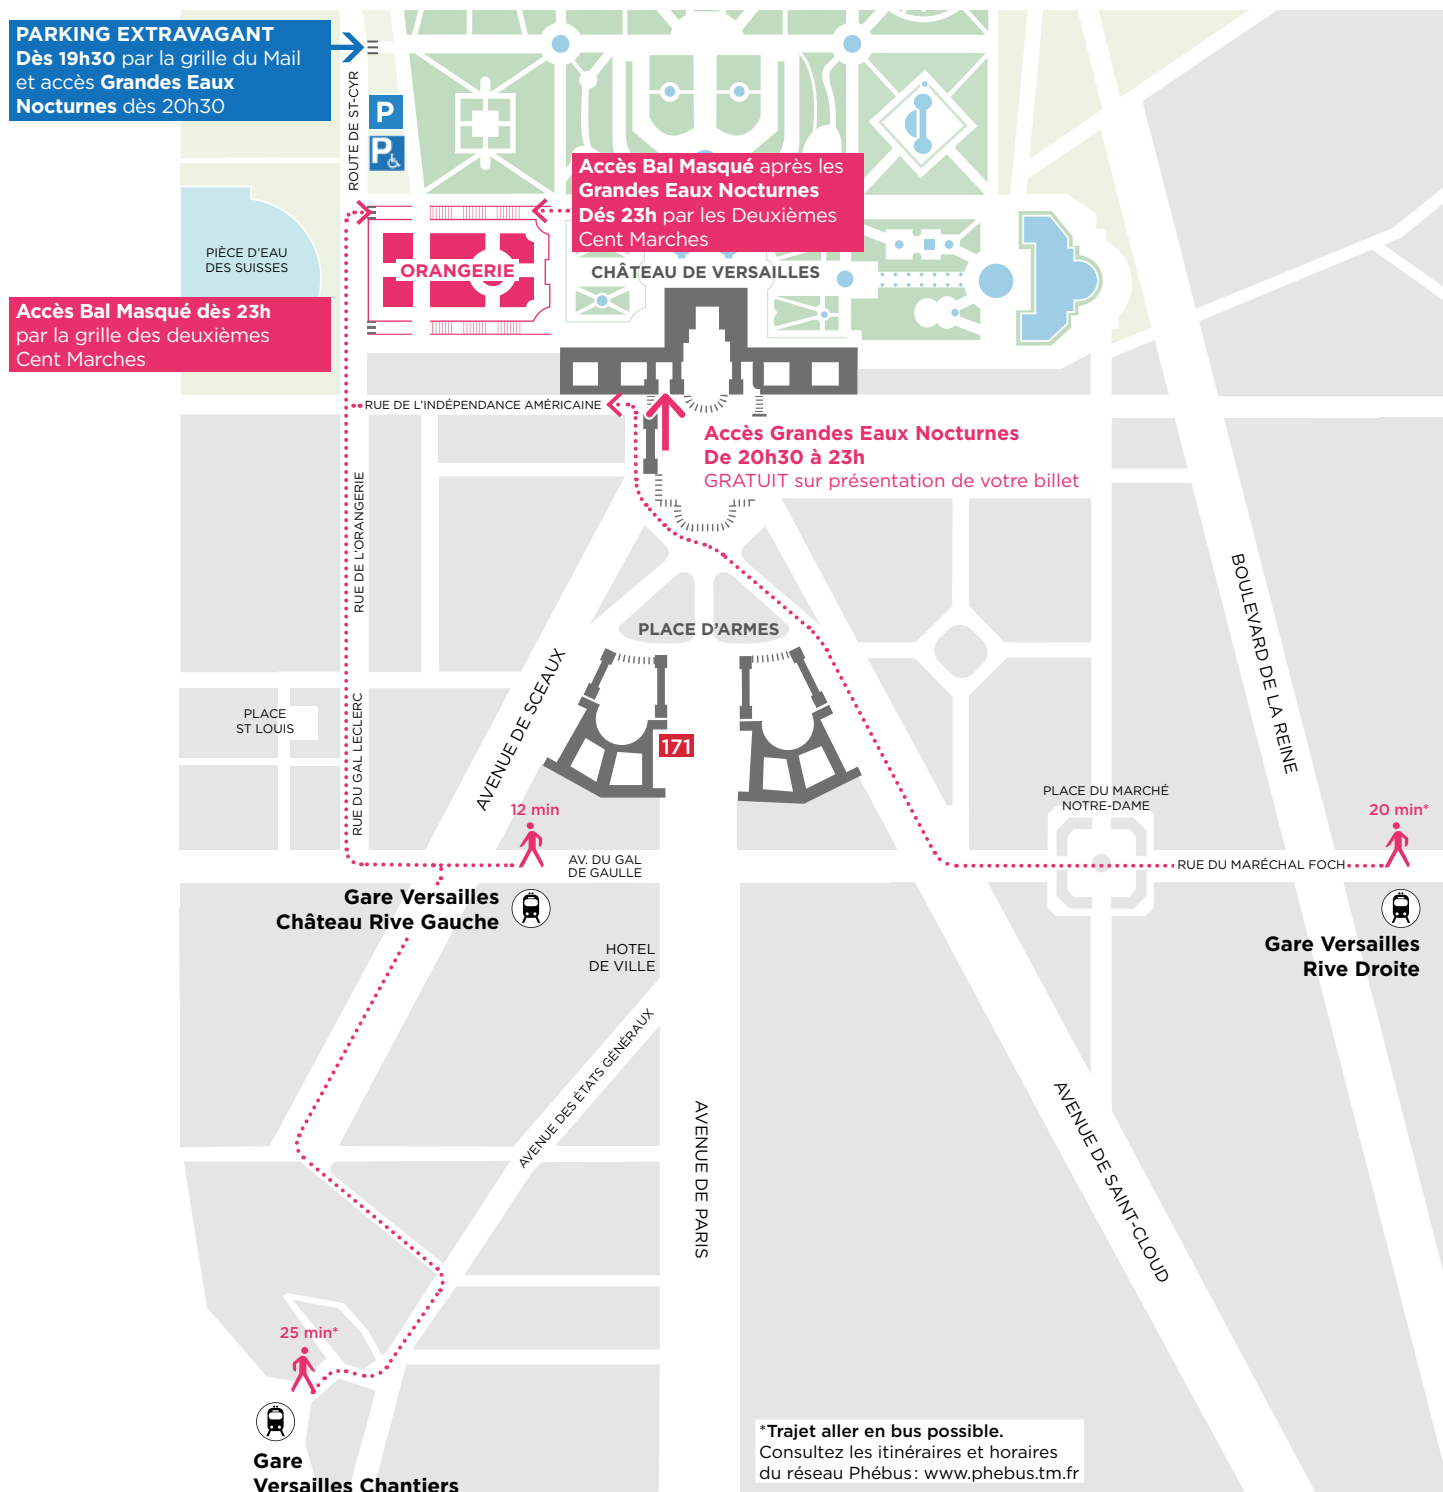 PARKING EXTRAVAGANT
Dès 19h30 par la grille du Mail
et accès Grandes Eaux
Nocturnes dès 20h30
ROUTE DE ST-CYR
P
P
Accès Bal Masqué après les
Grandes Eaux Nocturnes
Dés 23h par les Deuxièmes
Cent Marches
PIÈCE D'EAU
DES SUISSES
ORANGERIE
CHÂTEAU DE VERSAILLES
Accès Bal Masqué dès 23h
par la grille des deuxièmes
Cent Marches
RUE DE L'INDÉPENDANCE AMÉRICAINE
Accès Grandes Eaux Nocturnes
De 20h30 à 23h
GRATUIT sur présentation de votre billet
RUE DE L'ORANGERIE
BOULEVARD DE LA REINE
PLACE D'ARMES
AVENUE DE SCEAUX
RUE DU GAL LECLERC
PLACE
ST LOUIS
171
PLACE DU MARCHÉ
NOTRE-DAME
12 min
20 min*
AV. DU GAL
DE GAULLE
RUE DU MARÉCHAL FOCH
Gare Versailles
Château Rive Gauche
Gare Versailles
Rive Droite
HOTEL
DE VILLE
AVENUE DES ÉTATS GÉNÉRAUX
AVENUE DE PARIS
AVENUE DE SAINT-CLOUD
25 min*
Gare
Versailles Chantiers
*Trajet aller en bus possible.
Consultez les itinéraires et horaires
du réseau Phébus: www.phebus.tm.fr